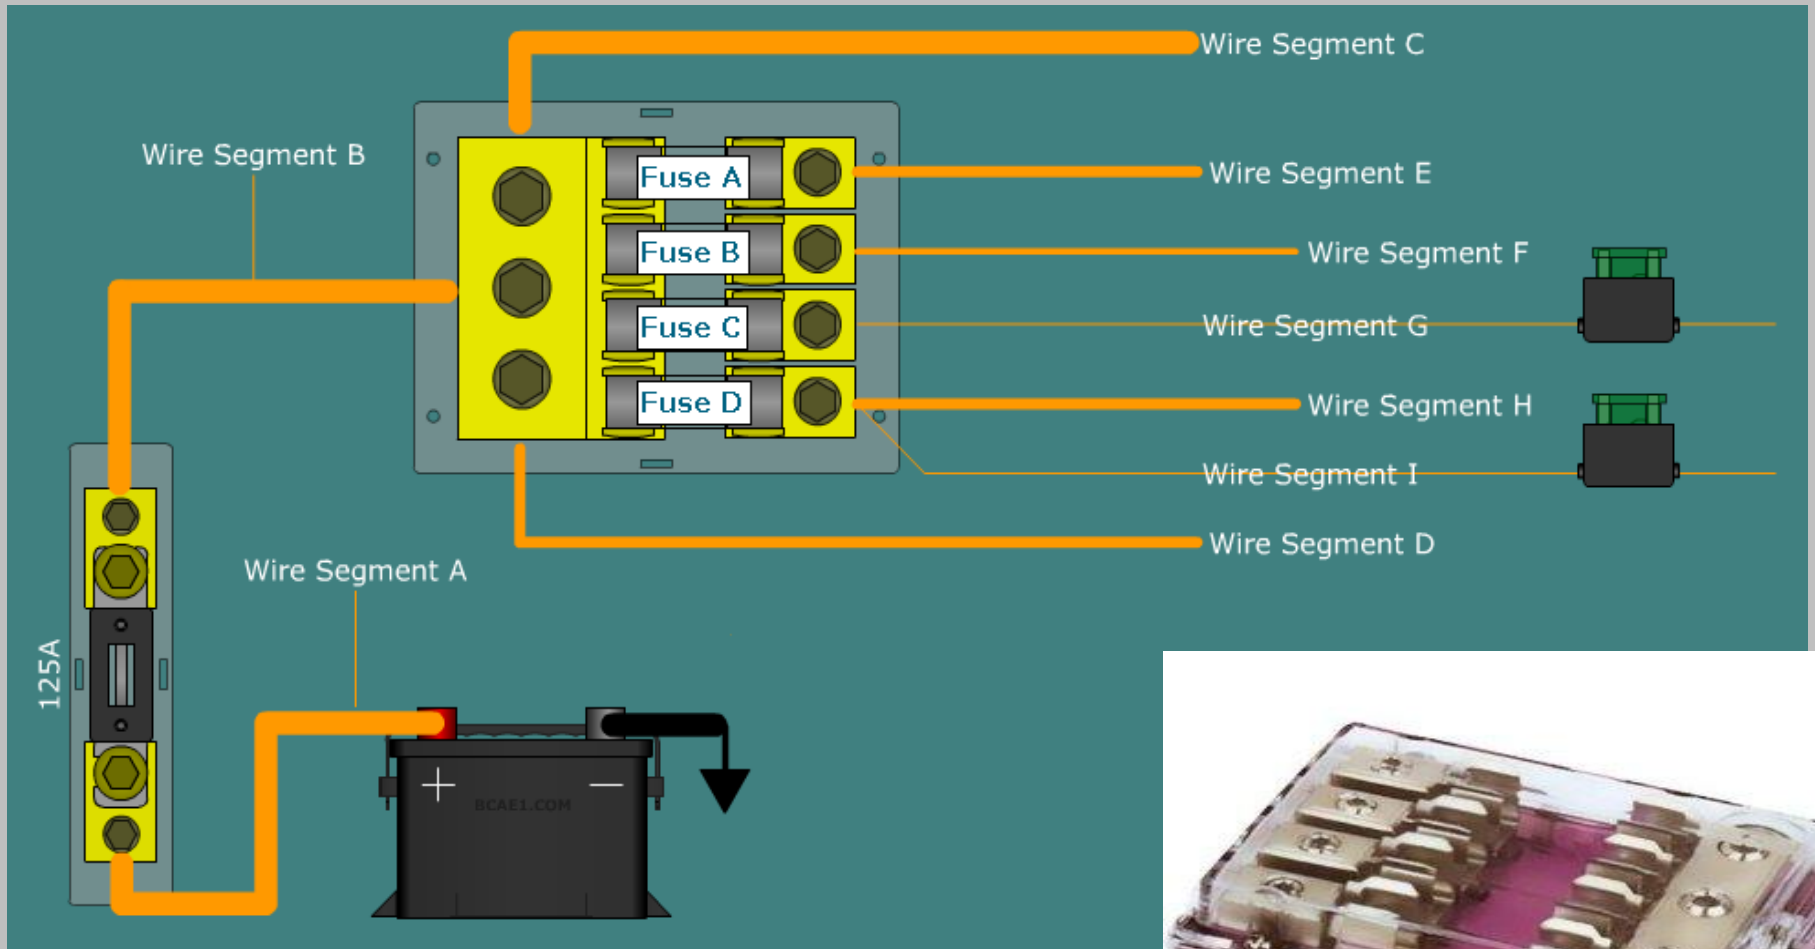 Wire Segment C
Wire Segment B
Fuse A
Wire Segment E
Fuse B
Wire Segment F
Fuse C
Wire Segment G
Fuse D
Wire Segment H
Wire Segment I
Wire Segment D
Wire Segment A
125A
+ −
BCAE1.COM